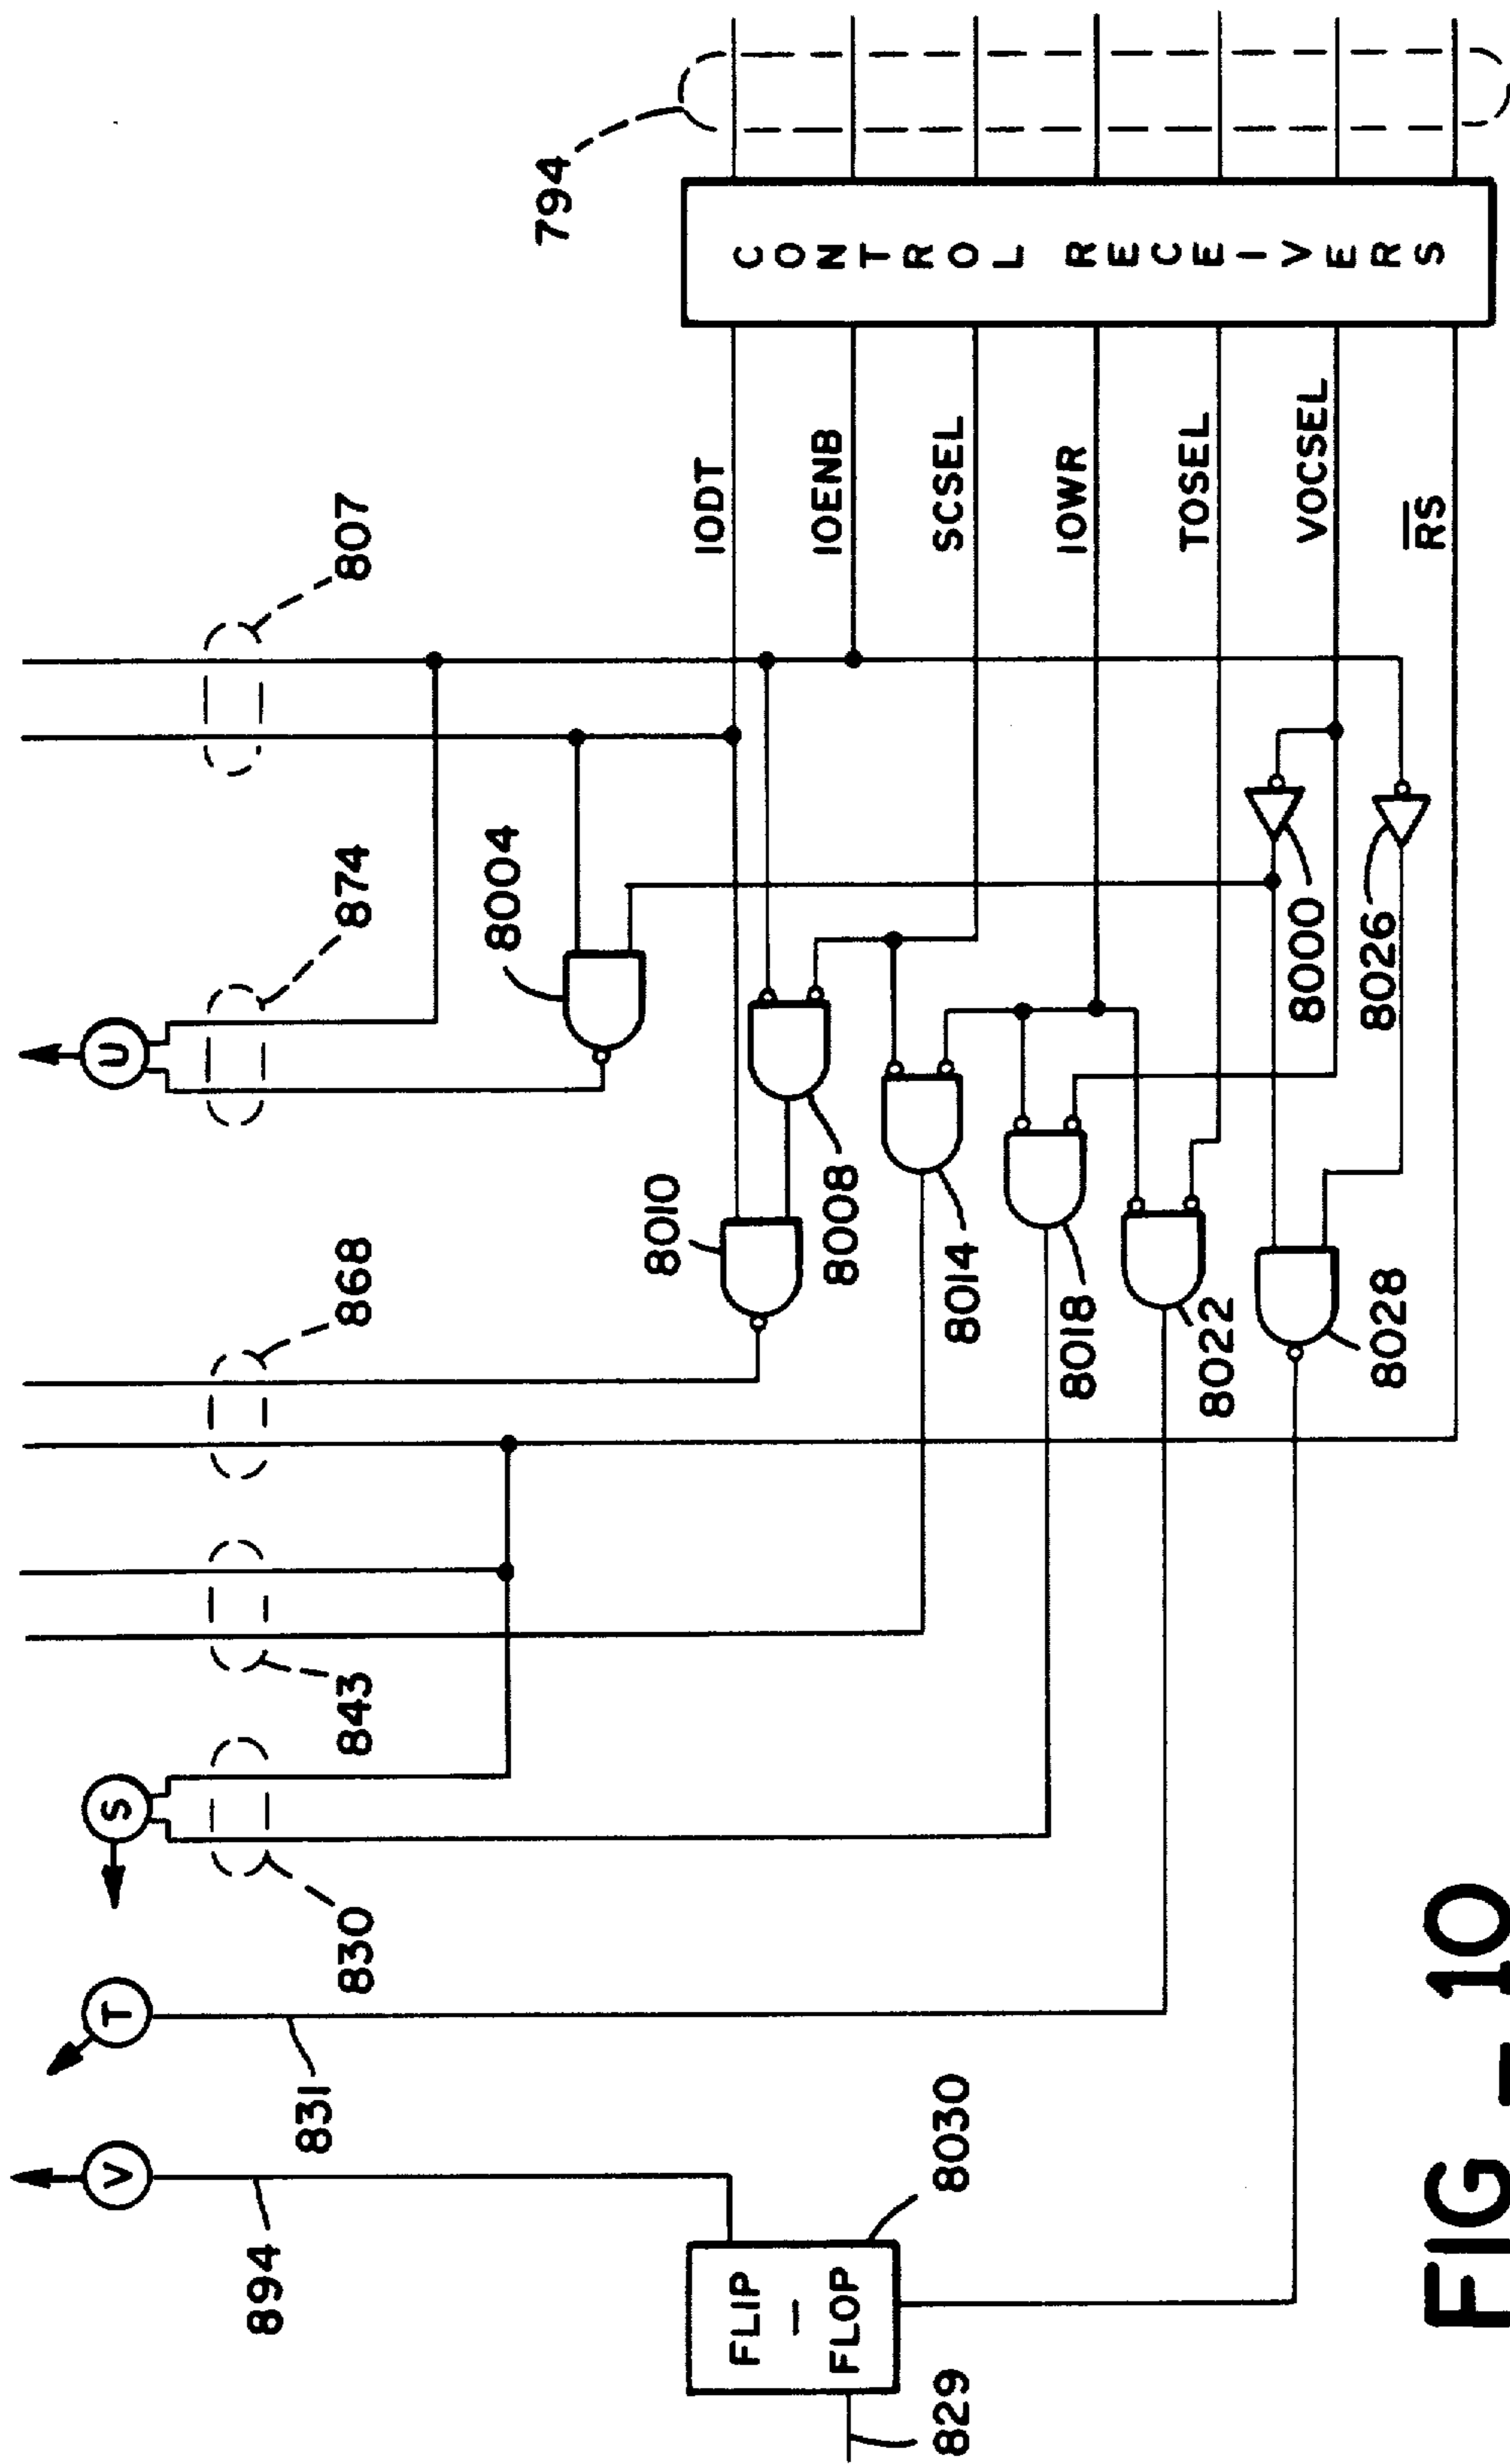 794
CONTROL RECEIVERS
IODT
IOENB
SCSEL
IOWR
TOSEL
VOCSEL
RS
807
874
868
843
830
831
894
829
U
S
T
V
8004
8010
8008
8014
8018
8022
8000
8026
8028
8030
FLIP
—
FLOP
FIG – 10